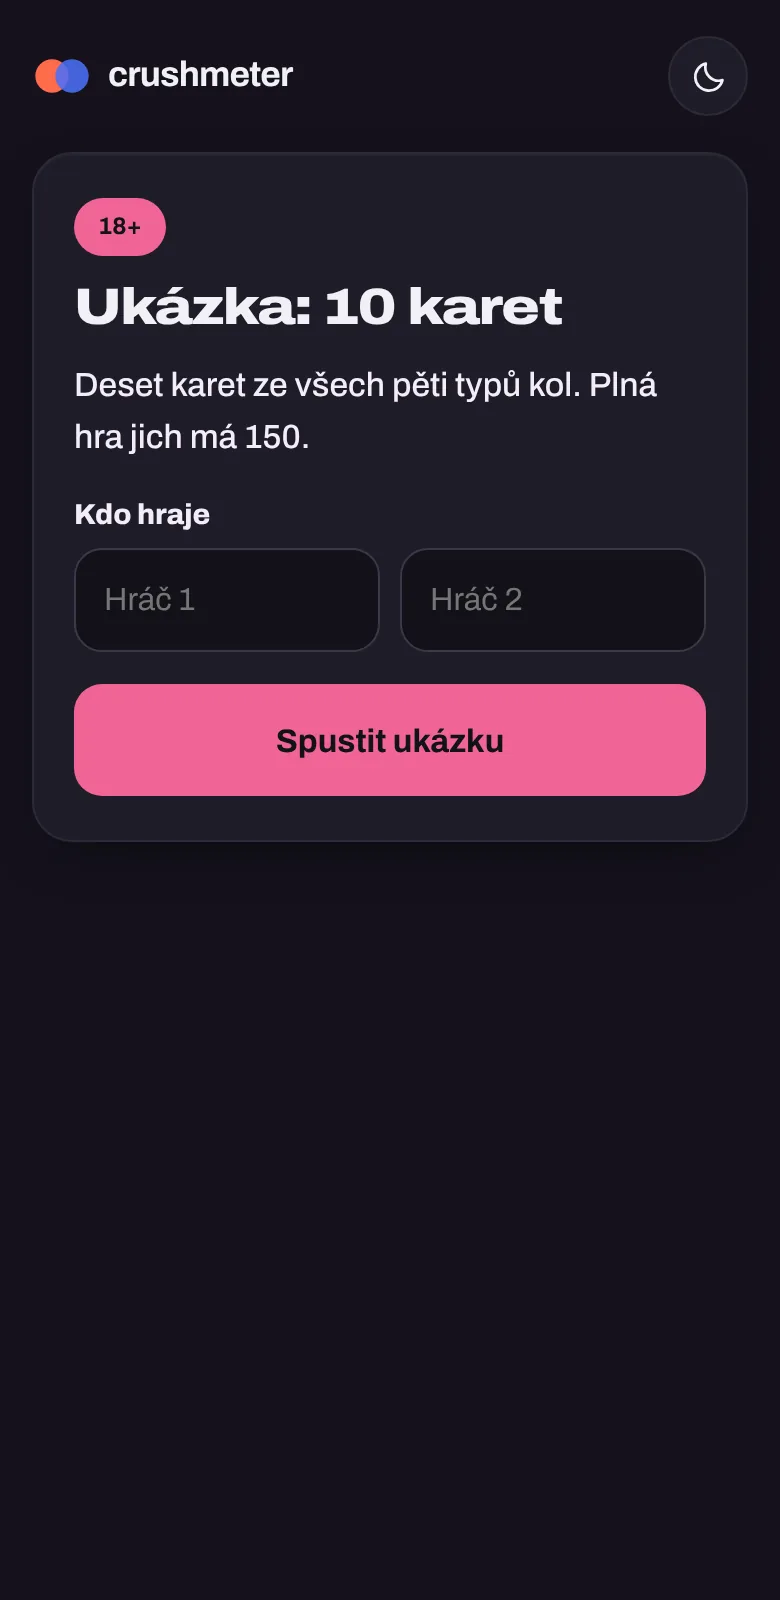 crushmeter
18+
Ukázka: 10 karet
Deset karet ze všech pěti typů kol. Plná
hra jich má 150.
Kdo hraje
Hráč 1
Hráč 2
Spustit ukázku